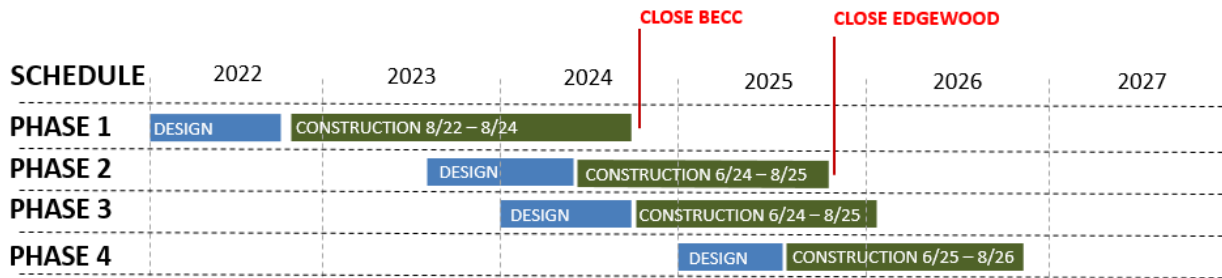 CLOSE BECC CLOSE EDGEWOOD
SCHEDULE 2022 2023 2024 2025 2026 2027
PHASE 1 DESIGN CONSTRUCTION 8/22 – 8/24
PHASE 2 DESIGN CONSTRUCTION 6/24 – 8/25
PHASE 3 DESIGN CONSTRUCTION 6/24 – 8/25
PHASE 4 DESIGN CONSTRUCTION 6/25 – 8/26